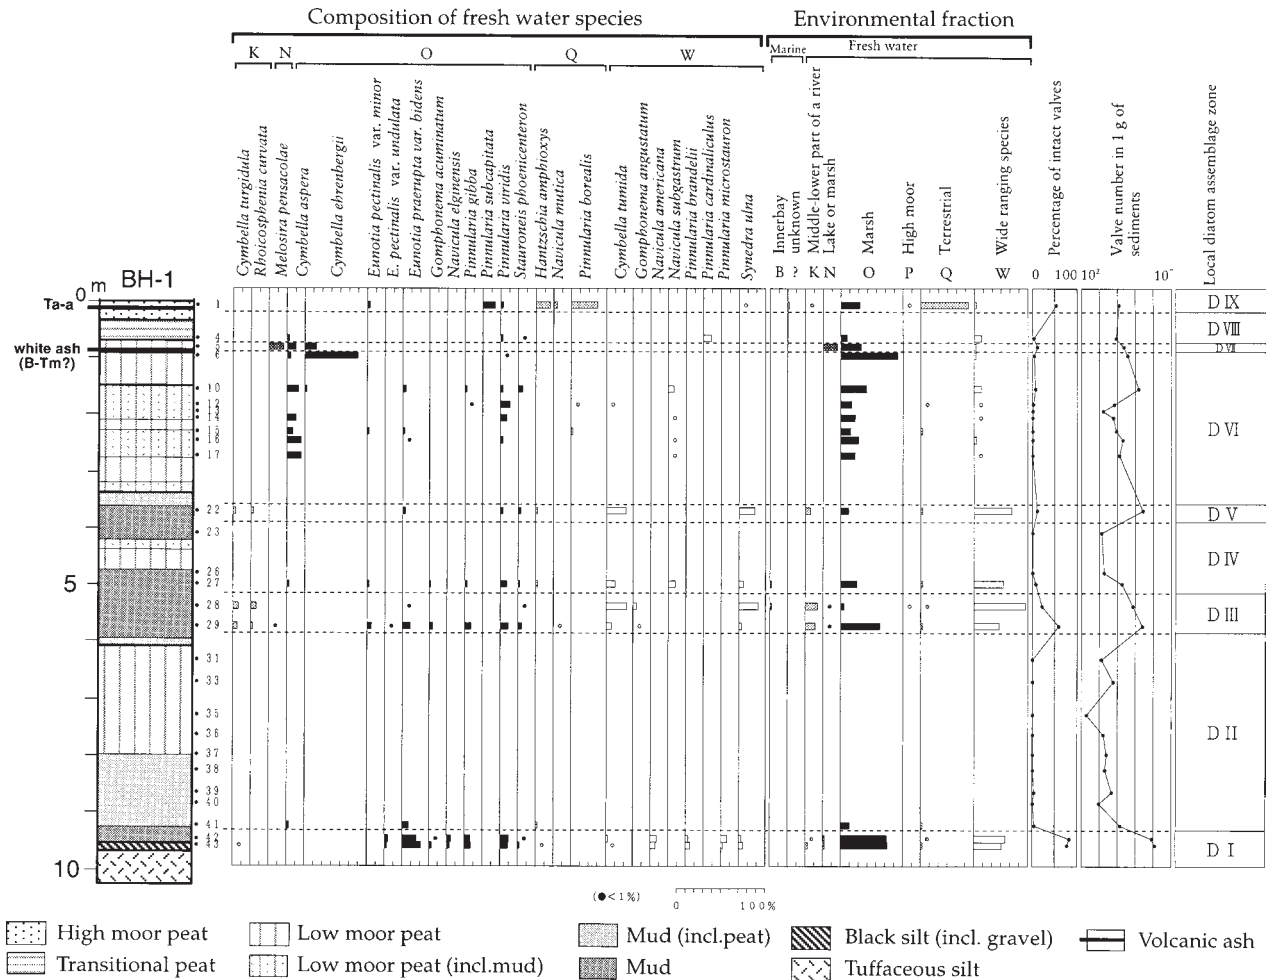 Composition of fresh water species
Environmental fraction
Marine
Fresh water
K
N
O
Q
W
Cymbella turgidula
Rhoicosphenia curvata
Melosira pensacolae
Cymbella aspera
Cymbella ehrenbergii
Eunotia pectinalis var. minor
E. pectinalis var. undulata
Eunotia praerupta var. bidens
Gomphonema acuminatum
Navicula elginensis
Pinnularia gibba
Pinnularia subcapitata
Pinnularia viridis
Stauroneis phoenicenteron
Hantzschia amphioxys
Navicula mutica
Pinnularia borealis
Cymbella tumida
Gomphonema angustatum
Navicula americana
Navicula subgastrum
Pinnularia brandelii
Pinnularia cardinaliculus
Pinnularia microstauron
Synedra ulna
Innerbay
unknown
Middle-lower part of a river
Lake or marsh
Marsh
High moor
Terrestrial
Wide ranging species
Percentage of intact valves
Valve number in 1 g of sediments
Local diatom assemblage zone
B ? K N O P Q W
0 100
10²
BH-1
0 m
Ta-a
white ash
(B-Tm?)
5
10
1
4
6
10
12
14
15
16
17
22
23
26
27
28
29
31
33
35
36
37
38
39
40
41
42
43
D IX
D VIII
D VII
D VI
D V
D IV
D III
D II
D I
(●<1%)
0 100%
High moor peat
Low moor peat
Mud (incl.peat)
Black silt (incl. gravel)
Volcanic ash
Transitional peat
Low moor peat (incl.mud)
Mud
Tuffaceous silt